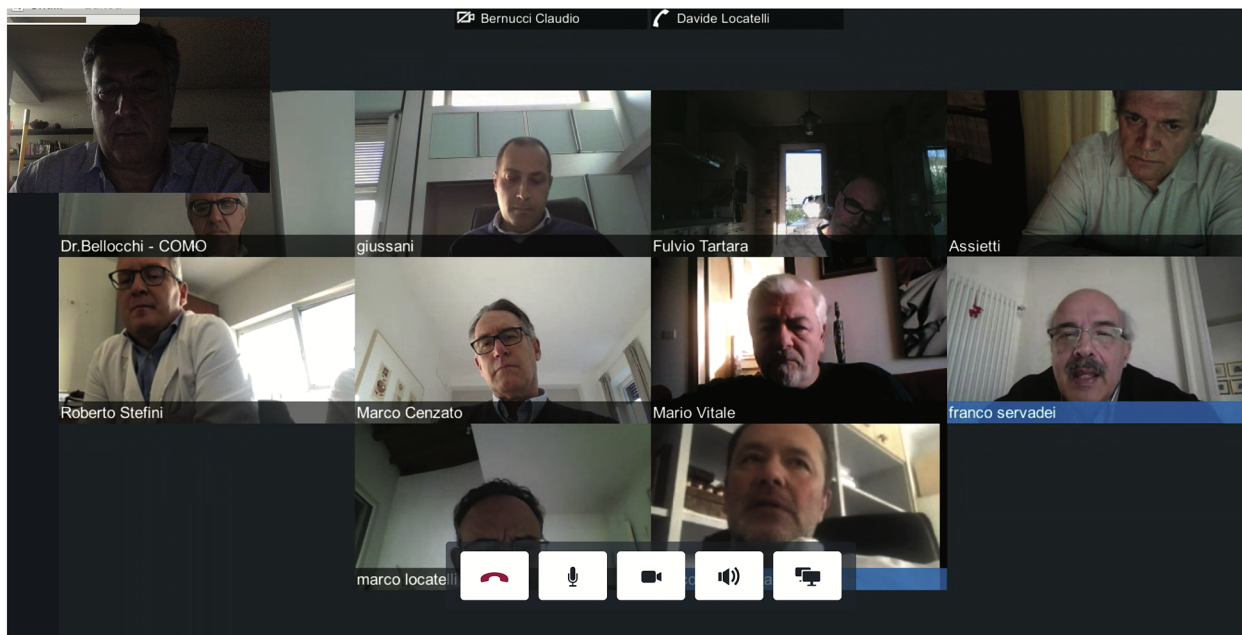 Bernucci Claudio
Davide Locatelli
Dr.Bellocchi - COMO
giussani
Fulvio Tartara
Assietti
Roberto Stefini
Marco Cenzato
Mario Vitale
franco servadei
marco locatelli